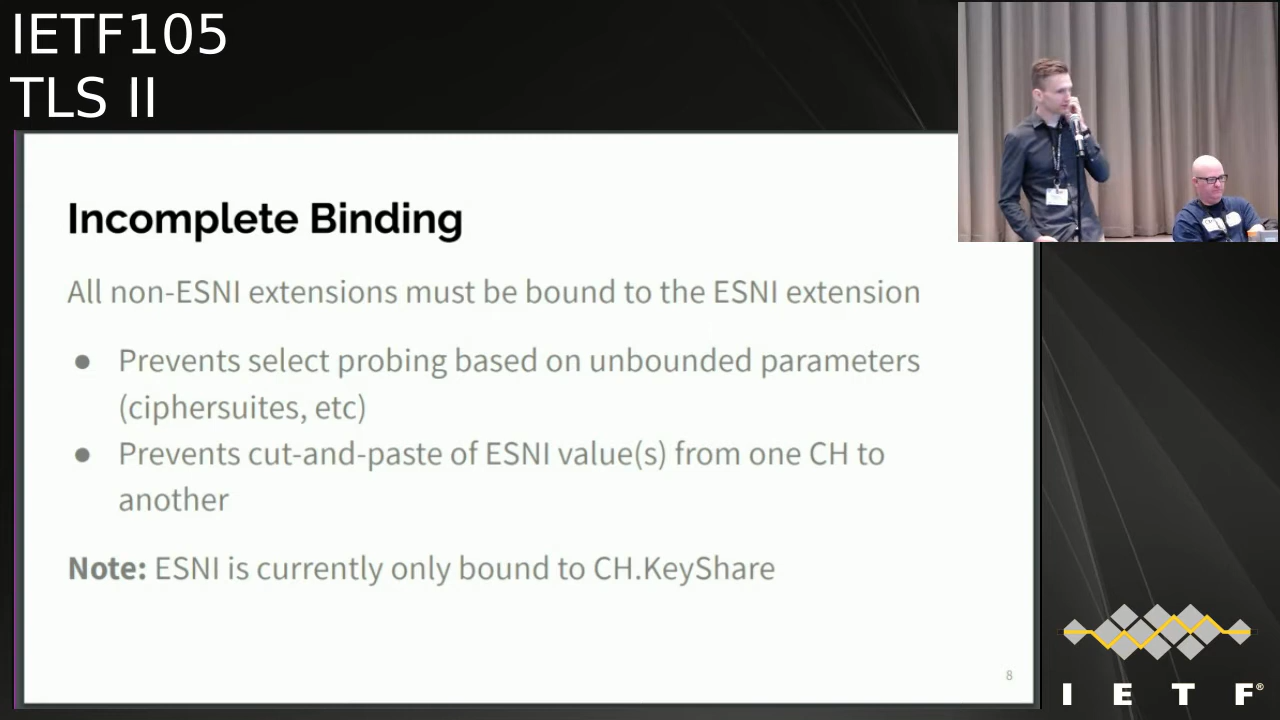 IETF105
TLS II
Incomplete Binding
All non-ESNI extensions must be bound to the ESNI extension
● Prevents select probing based on unbounded parameters
(ciphersuites, etc)
● Prevents cut-and-paste of ESNI value(s) from one CH to
another
Note: ESNI is currently only bound to CH.KeyShare
8
I E T F®